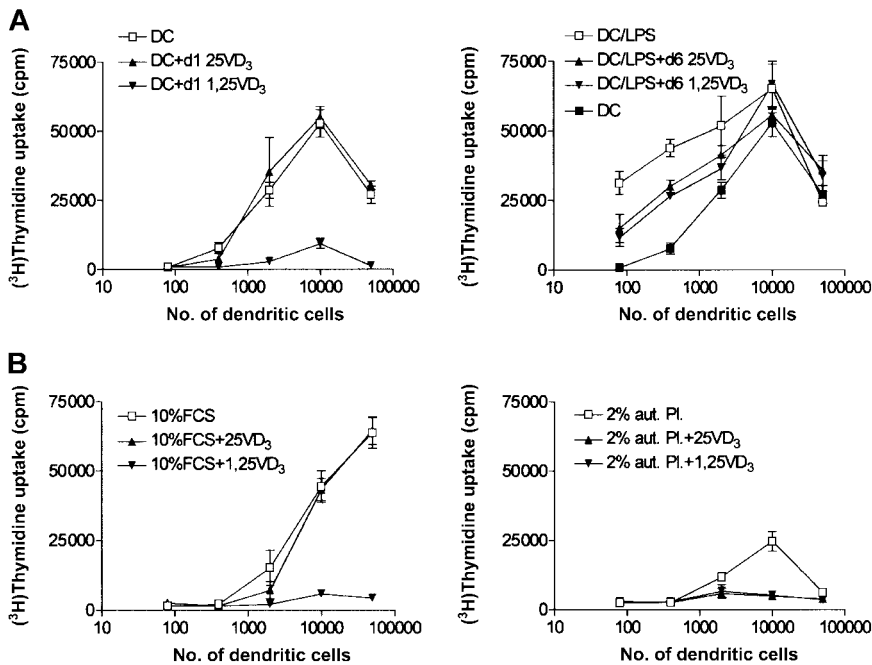 A
(³H)Thymidine uptake (cpm)
75000
50000
25000
0
10
100
1000
10000
100000
No. of dendritic cells
DC
DC+d1 25VD₃
DC+d1 1,25VD₃
(³H)Thymidine uptake (cpm)
75000
50000
25000
0
10
100
1000
10000
100000
No. of dendritic cells
DC/LPS
DC/LPS+d6 25VD₃
DC/LPS+d6 1,25VD₃
DC
B
(³H)Thymidine uptake (cpm)
75000
50000
25000
0
10
100
1000
10000
100000
No. of dendritic cells
10%FCS
10%FCS+25VD₃
10%FCS+1,25VD₃
(³H)Thymidine uptake (cpm)
75000
50000
25000
0
10
100
1000
10000
100000
No. of dendritic cells
2% aut. Pl.
2% aut. Pl.+25VD₃
2% aut. Pl.+1,25VD₃